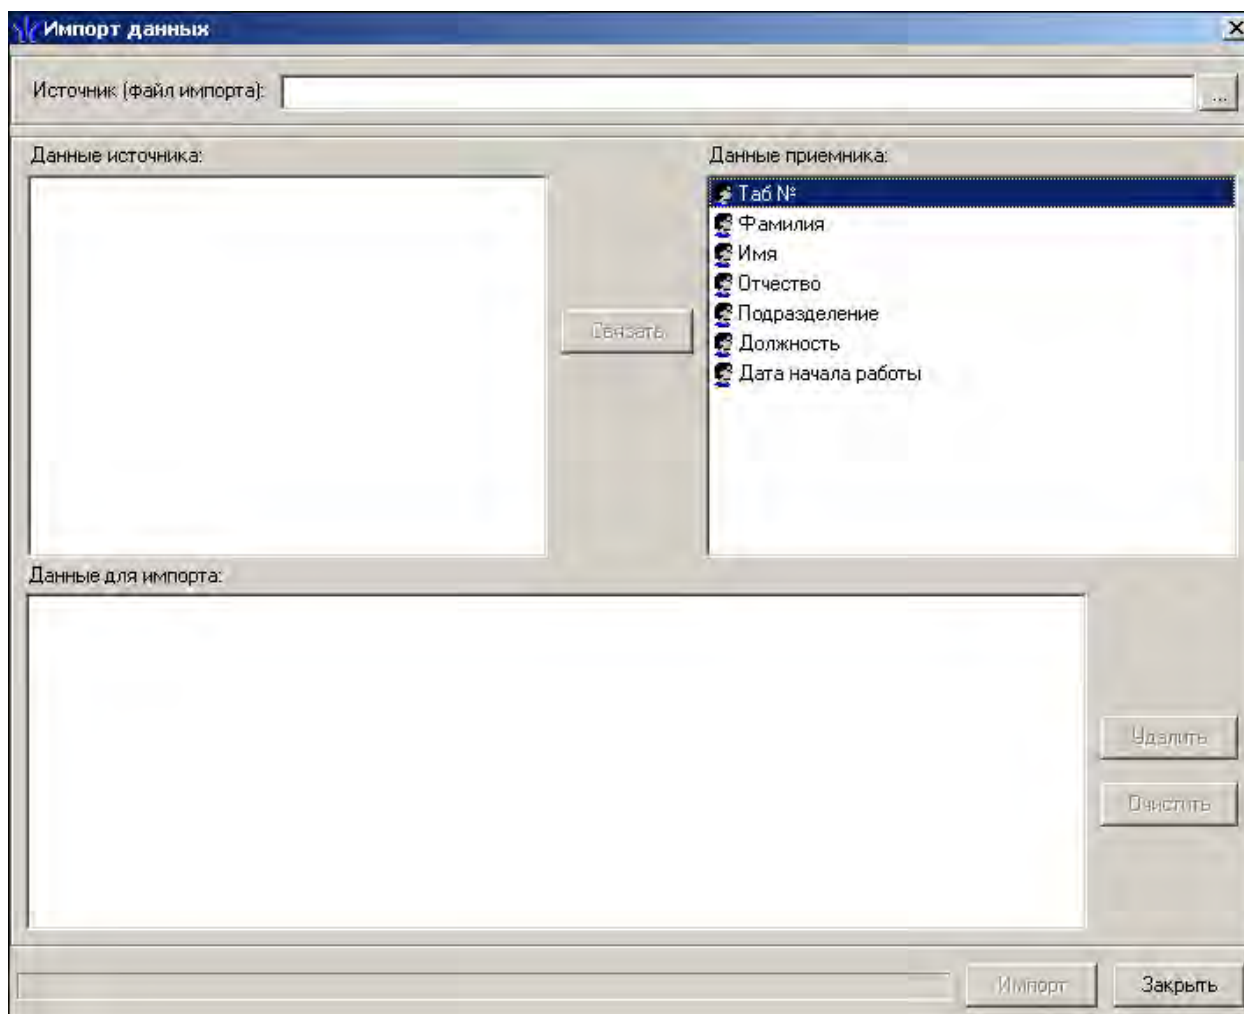 Импорт данных
Источник (файл импорта):
...
Данные источника:
Данные приемника:
Таб №
Фамилия
Имя
Отчество
Подразделение
Должность
Дата начала работы
Связать
Данные для импорта:
Удалить
Очистить
Импорт
Закрыть